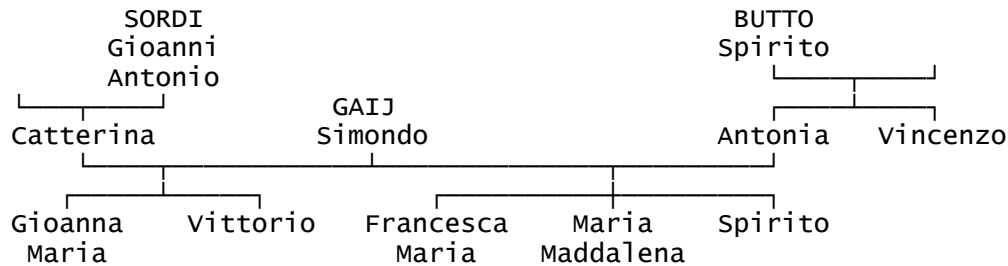 SORDI BUTTO
Gioanni Spirito
Antonio
GAIJ
Catterina Simondo Antonia Vincenzo
Gioanna Vittorio Francesca Maria Spirito
Maria Maria Maddalena